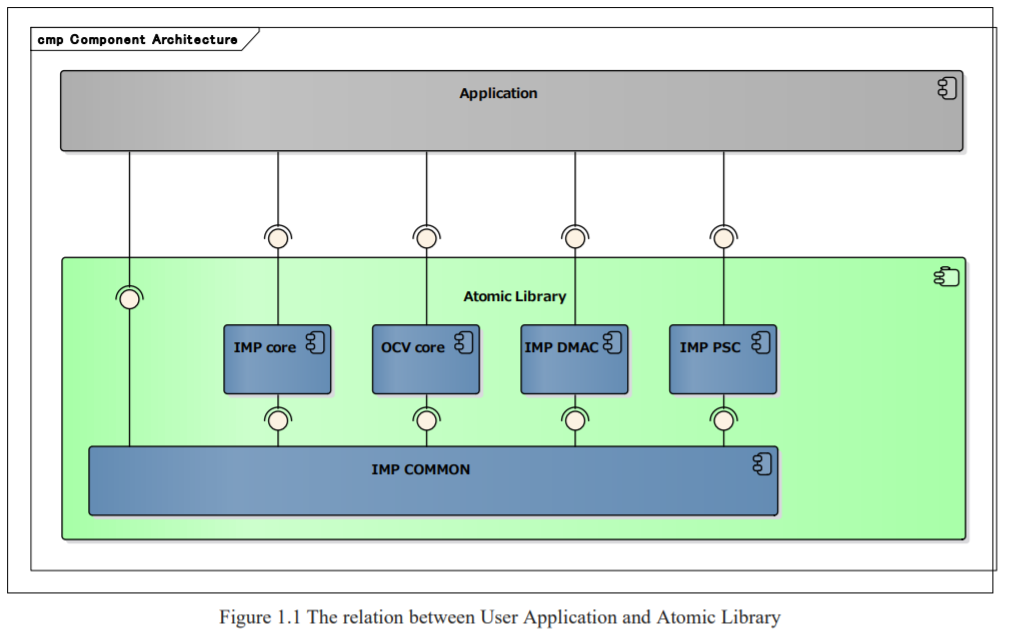 cmp Component Architecture
Application
Atomic Library
IMP core
OCV core
IMP DMAC
IMP PSC
IMP COMMON
Figure 1.1 The relation between User Application and Atomic Library